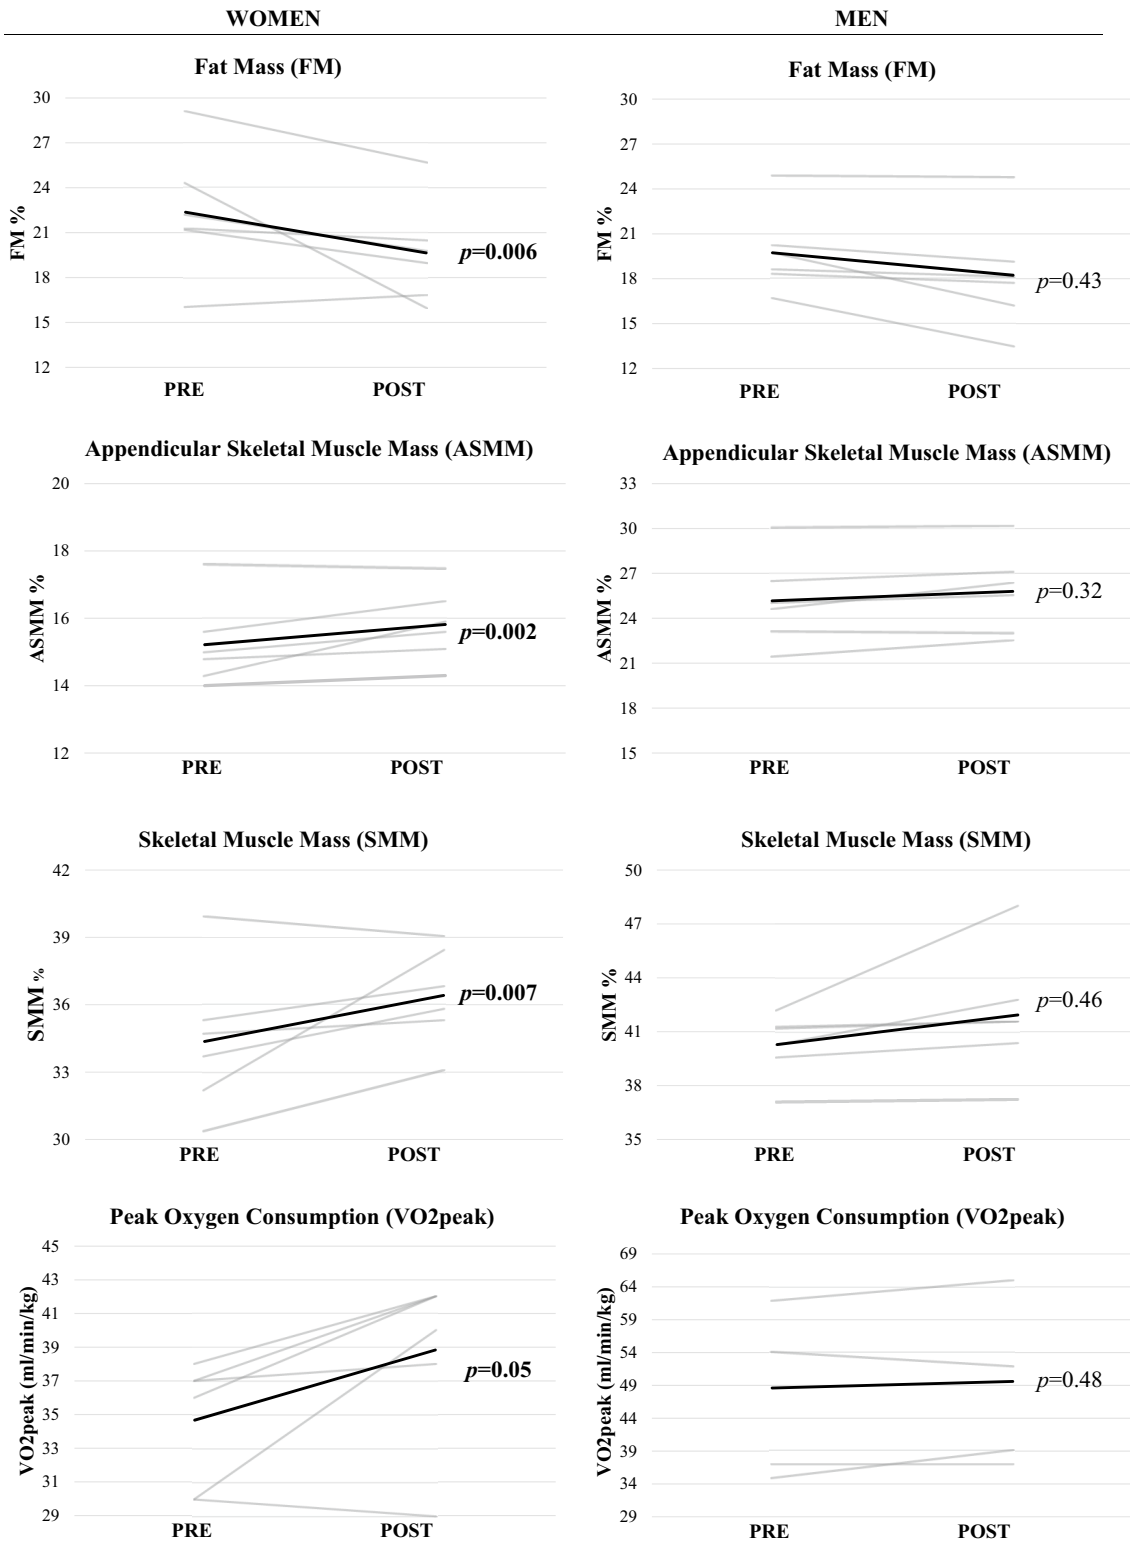 WOMEN
MEN
Fat Mass (FM)
30
27
24
21
18
15
12
FM %
p=0.006
PRE
POST
Fat Mass (FM)
30
27
24
21
18
15
12
FM %
p=0.43
PRE
POST
Appendicular Skeletal Muscle Mass (ASMM)
20
18
16
14
12
ASMM %
p=0.002
PRE
POST
Appendicular Skeletal Muscle Mass (ASMM)
33
30
27
24
21
18
15
ASMM %
p=0.32
PRE
POST
Skeletal Muscle Mass (SMM)
42
39
36
33
30
SMM %
p=0.007
PRE
POST
Skeletal Muscle Mass (SMM)
50
47
44
41
38
35
SMM %
p=0.46
PRE
POST
Peak Oxygen Consumption (VO2peak)
45
43
41
39
37
35
33
31
29
VO2peak (ml/min/kg)
p=0.05
PRE
POST
Peak Oxygen Consumption (VO2peak)
69
64
59
54
49
44
39
34
29
VO2peak (ml/min/kg)
p=0.48
PRE
POST